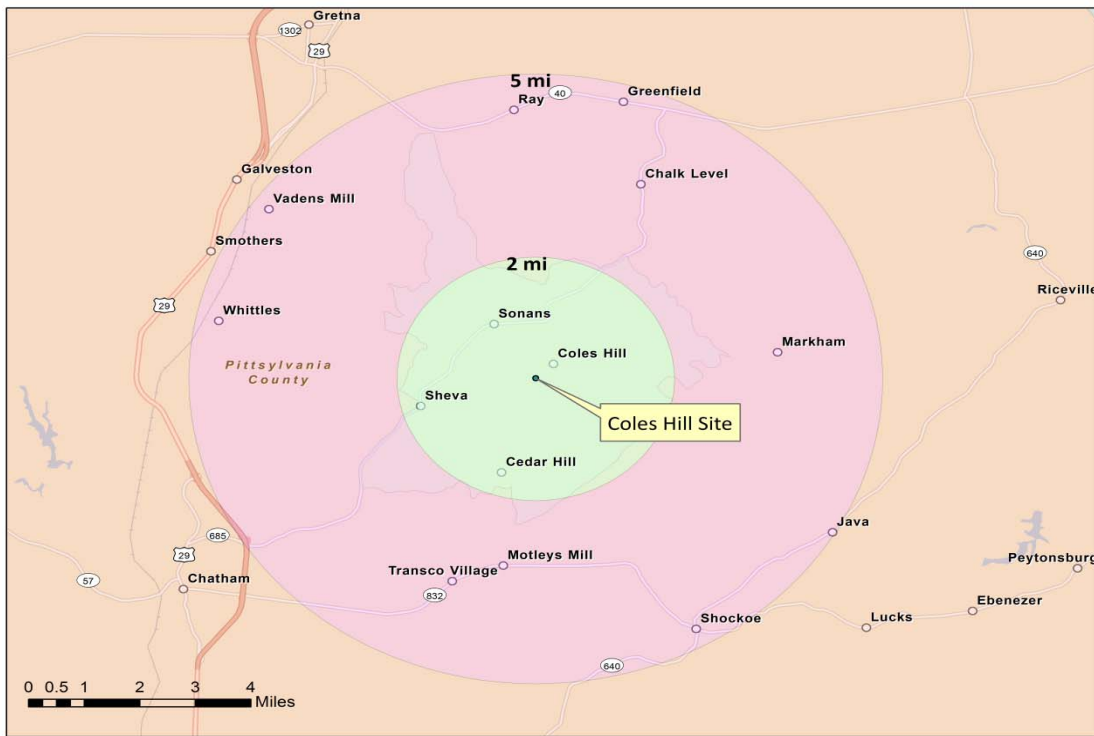 Gretna
1302
29
5 mi
Ray
40
Greenfield
Galveston
Chalk Level
Vadens Mill
Smothers
640
2 mi
Riceville
29
Whittles
Sonans
Markham
Coles Hill
Pittsylvania
County
Sheva
Coles Hill Site
Cedar Hill
Java
685
29
Motleys Mill
Peytonsburg
Transco Village
57
Chatham
832
Ebenezer
Shockoe
Lucks
640
0 0.5 1 2 3 4
Miles